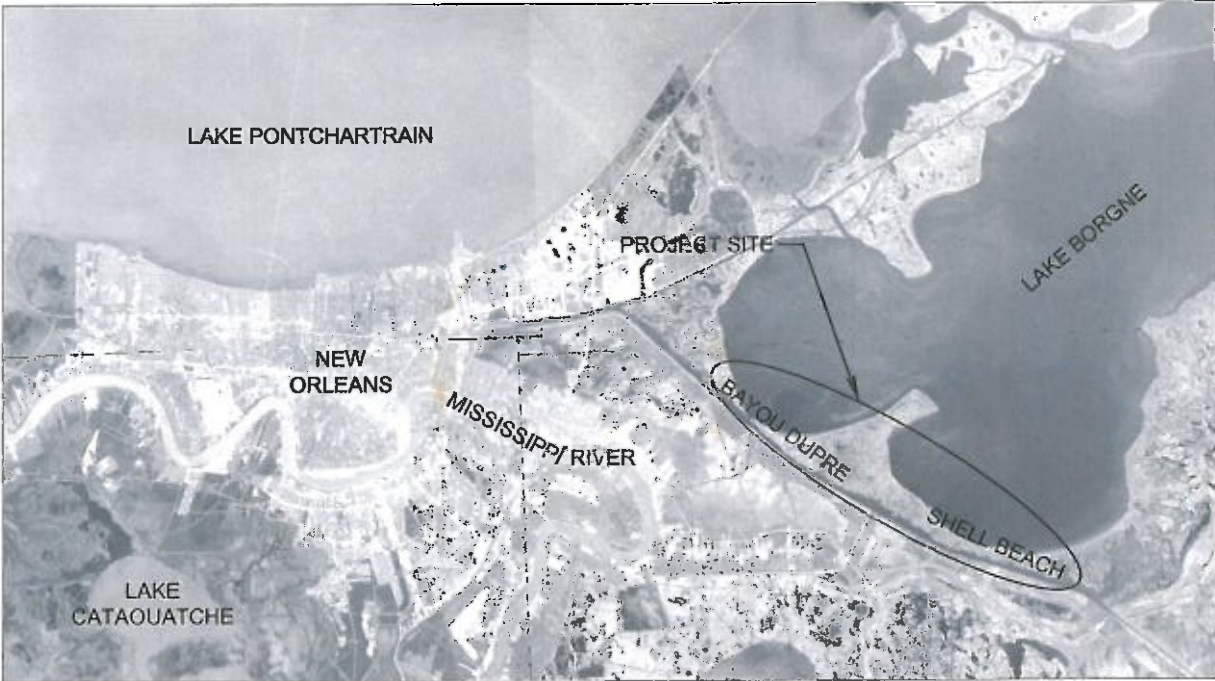 LAKE PONTCHARTRAIN
PROJECT SITE
LAKE BORGNE
NEW
ORLEANS
MISSISSIPPI RIVER
BAYOU DUPRE
SHELL BEACH
LAKE
CATAOUATCHE